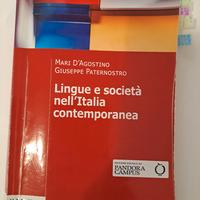 MARI D'AGOSTINO
GIUSEPPE PATERNOSTRO
Lingue e società
nell'Italia
contemporanea
PANDORA
CAMPUS